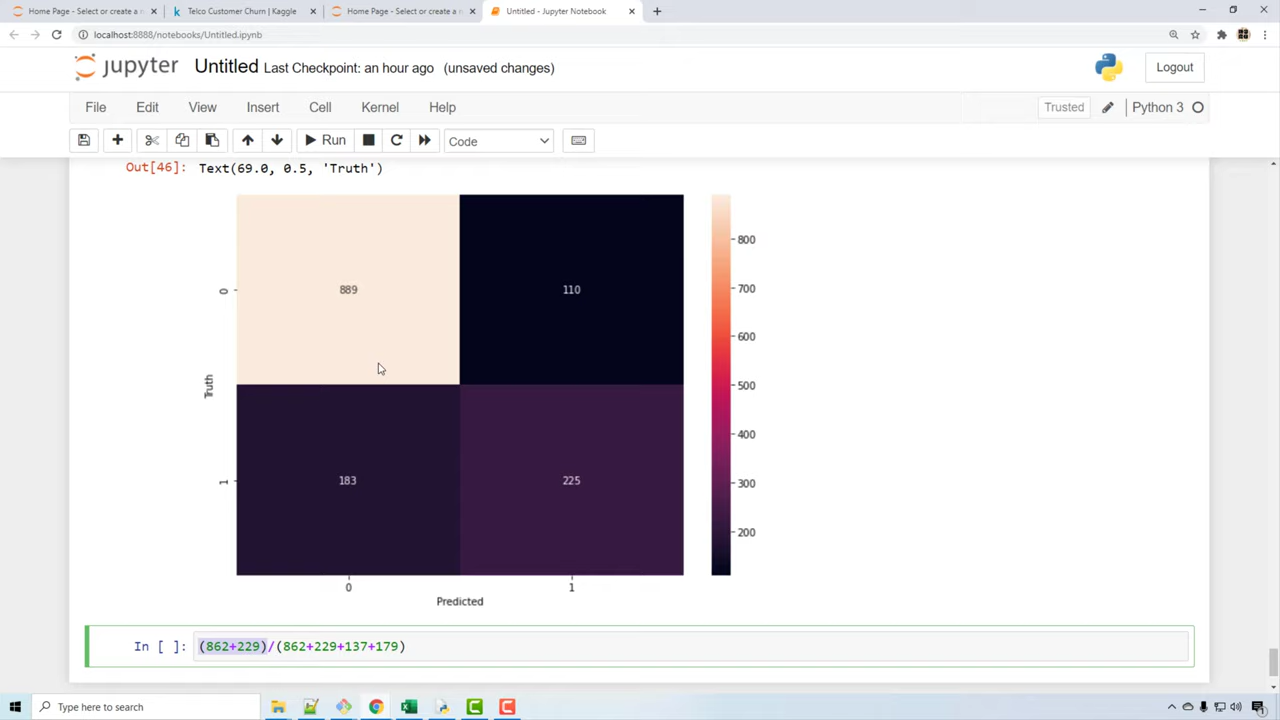 Home Page - Select or create a n
Telco Customer Churn | Kaggle
Home Page - Select or create a n
Untitled - Jupyter Notebook
localhost:8888/notebooks/Untitled.ipynb
jupyter Untitled Last Checkpoint: an hour ago (unsaved changes)
Logout
File Edit View Insert Cell Kernel Help
Trusted
Python 3
Run
Code
Out[46]: Text(69.0, 0.5, 'Truth')
800
0
889
110
700
600
Truth
500
400
1
183
225
300
200
0
1
Predicted
In [ ]: (862+229)/(862+229+137+179)
Type here to search